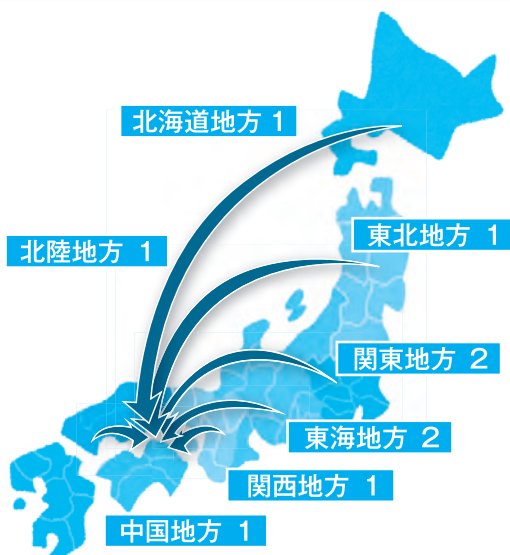 北海道地方 1
東北地方 1
北陸地方 1
関東地方 2
東海地方 2
関西地方 1
中国地方 1